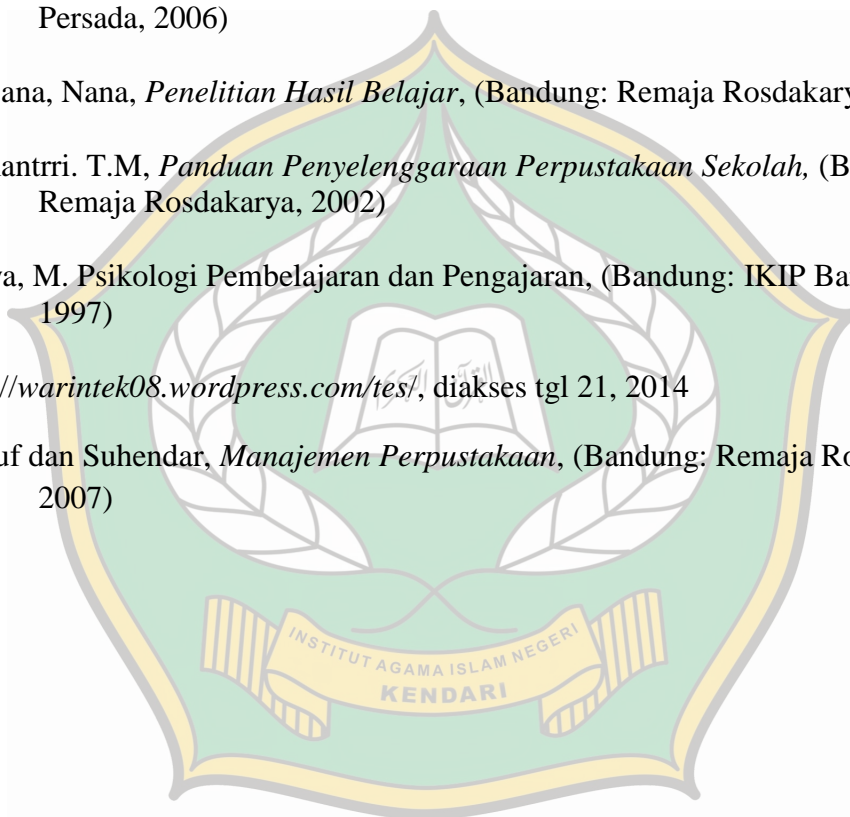 Persada, 2006)
ana, Nana, Penelitian Hasil Belajar, (Bandung: Remaja Rosdakary
antrri. T.M, Panduan Penyelenggaraan Perpustakaan Sekolah, (B
Remaja Rosdakarya, 2002)
a, M. Psikologi Pembelajaran dan Pengajaran, (Bandung: IKIP Ba
1997)
//warintek08.wordpress.com/tes/, diakses tgl 21, 2014
uf dan Suhendar, Manajemen Perpustakaan, (Bandung: Remaja Ro
2007)
INSTITUT AGAMA ISLAM NEGERI
KENDARI